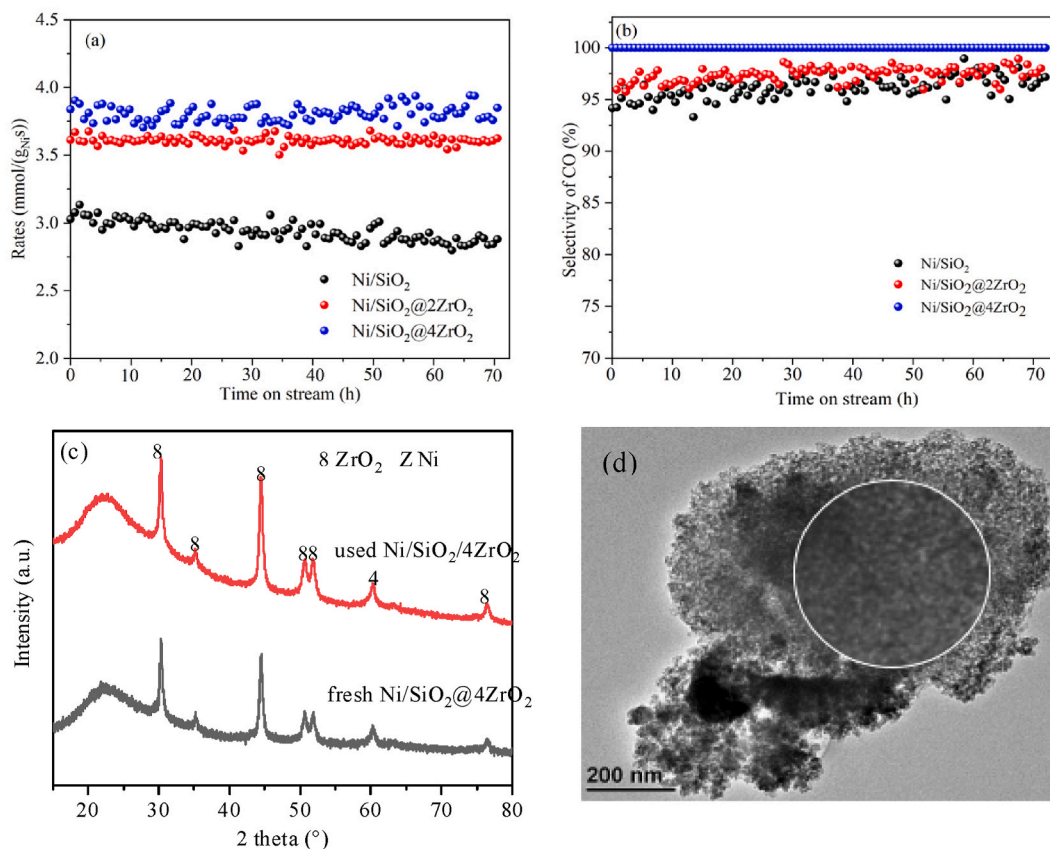 (a)
4.5
4.0
3.5
3.0
2.5
2.0
Rates (mmol/(gNis))
Ni/SiO2
Ni/SiO2@2ZrO2
Ni/SiO2@4ZrO2
0 10 20 30 40 50 60 70
Time on stream (h)
(b)
100
95
90
85
80
75
70
Selectivity of CO (%)
Ni/SiO2
Ni/SiO2@2ZrO2
Ni/SiO2@4ZrO2
0 10 20 30 40 50 60 70
Time on stream (h)
(c)
8 ZrO2 Z Ni
8
8
8
8 8
4
8
used Ni/SiO2/4ZrO2
fresh Ni/SiO2@4ZrO2
Intensity (a.u.)
20 30 40 50 60 70 80
2 theta (°)
(d)
200 nm